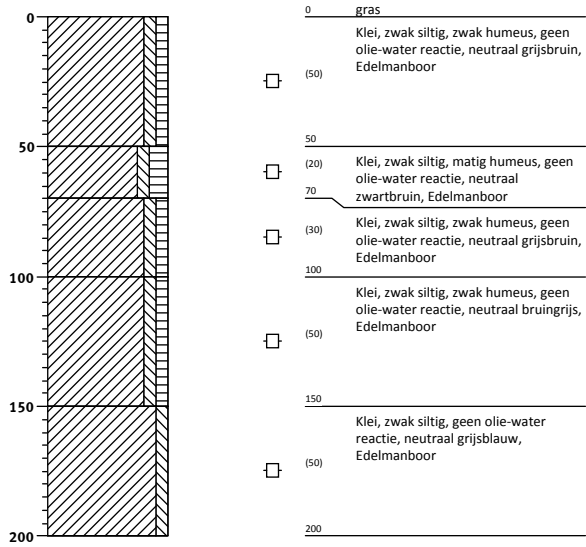 0
50
100
150
200
0
gras
Klei, zwak siltig, zwak humeus, geen
olie-water reactie, neutraal grijsbruin,
Edelmanboor
(50)
50
Klei, zwak siltig, matig humeus, geen
olie-water reactie, neutraal
zwartbruin, Edelmanboor
(20)
70
Klei, zwak siltig, zwak humeus, geen
olie-water reactie, neutraal grijsbruin,
Edelmanboor
(30)
100
Klei, zwak siltig, zwak humeus, geen
olie-water reactie, neutraal bruingrijs,
Edelmanboor
(50)
150
Klei, zwak siltig, geen olie-water
reactie, neutraal grijsblauw,
Edelmanboor
(50)
200